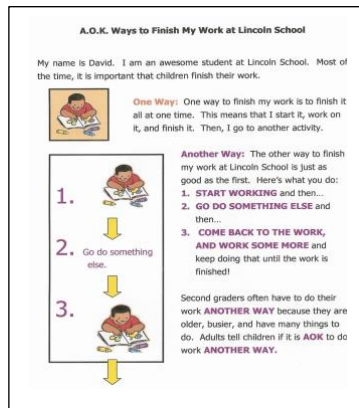 A.O.K. Ways to Finish My Work at Lincoln School
My name is David. I am an awesome student at Lincoln School. Most of
the time, it is important that children finish their work.
One Way: One way to finish my work is to finish it
all at one time. This means that I start it, work on
it, and finish it. Then, I go to another activity.
Another Way: The other way to finish
my work at Lincoln School is just as
good as the first. Here's what you do:
1. START WORKING and then...
2. GO DO SOMETHING ELSE and
then...
3. COME BACK TO THE WORK,
AND WORK SOME MORE and
keep doing that until the work is
finished!
Second graders often have to do their
work ANOTHER WAY because they are
older, busier, and have many things to
do. Adults tell children if it is AOK to do
work ANOTHER WAY.
1.
2. Go do something
else.
3.